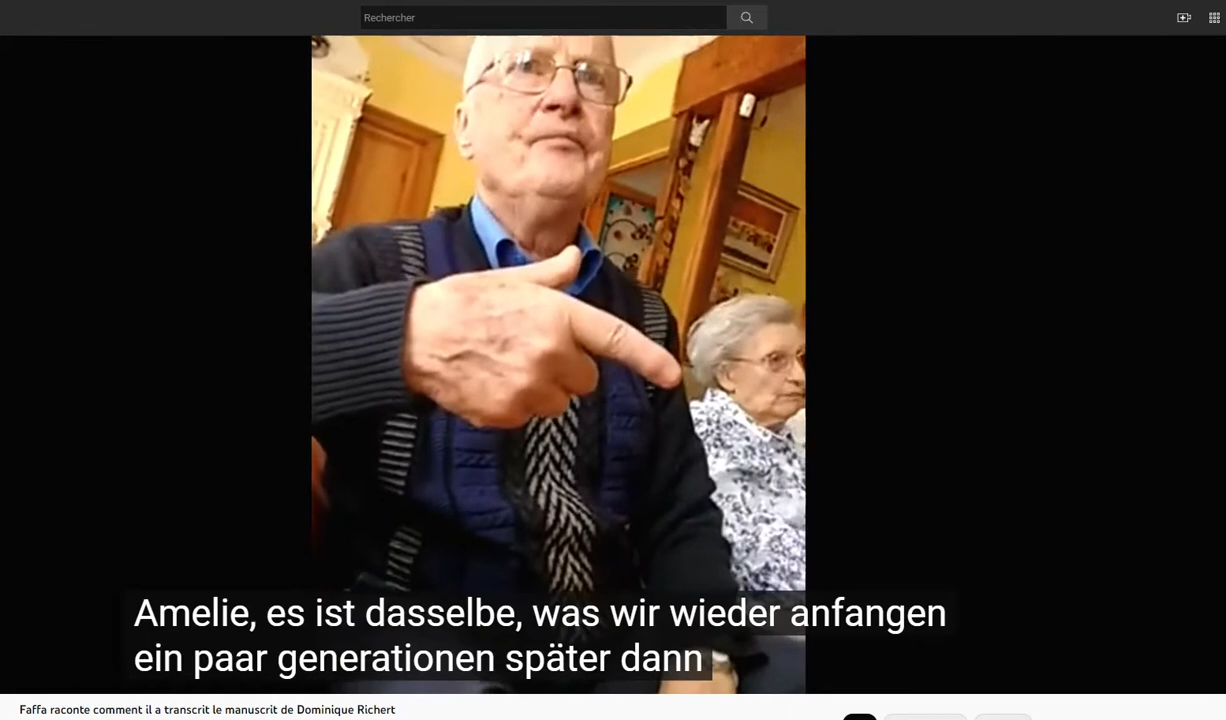 Rechercher
Amelie, es ist dasselbe, was wir wieder anfangen
ein paar generationen später dann
Faffa raconte comment il a transcrit le manuscrit de Dominique Richert